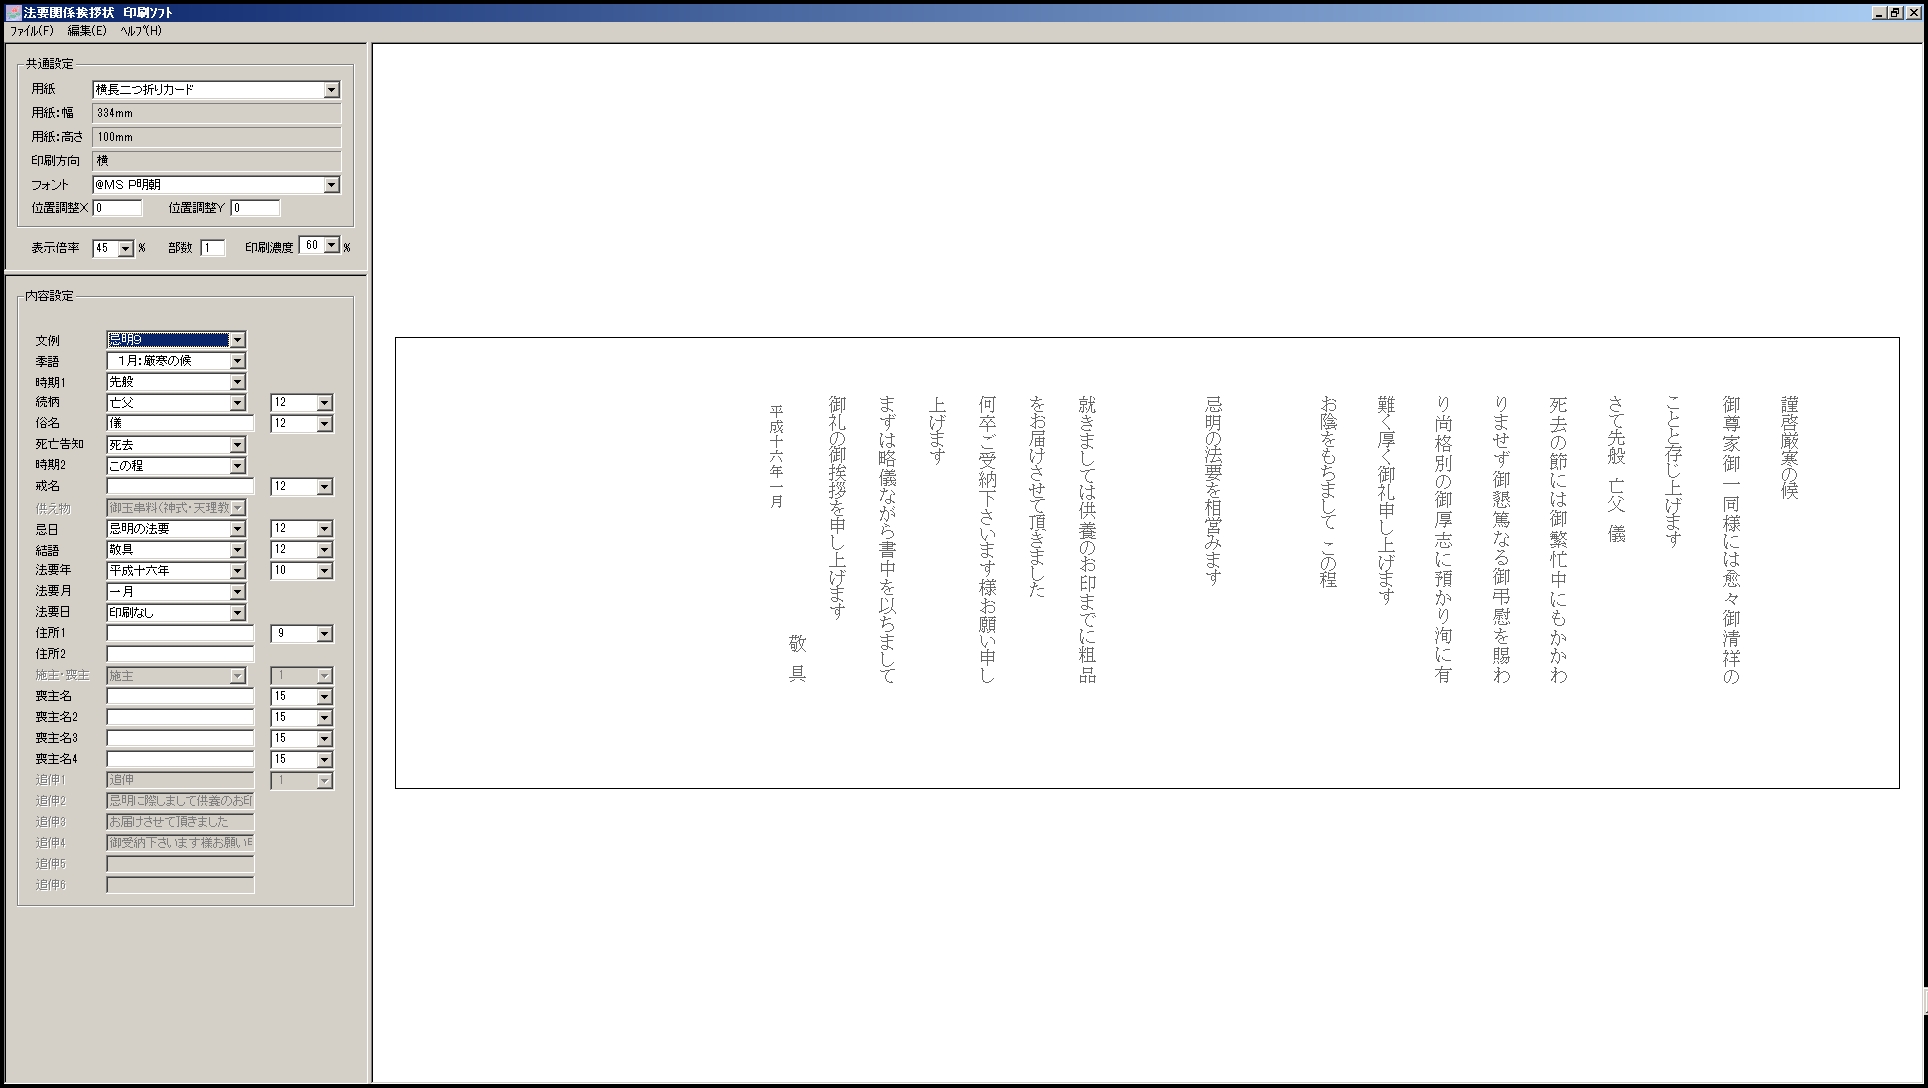 法要関係挨拶状 印刷ソフト
ファイル(F) 編集(E) ヘルプ(H)
共通設定
用紙 横長二つ折りカード
用紙:幅 334mm
用紙:高さ 100mm
印刷方向 横
フォント @MS P明朝
位置調整X 0 位置調整Y 0
表示倍率 45 % 部数 1 印刷濃度 60 %
内容設定
文例 忌明9
季語 1月:厳寒の候
時期1 先般
続柄 亡父 12
俗名 儀 12
死亡告知 死去
時期2 この程
戒名 12
供え物 御玉串料(神式・天理教
忌日 忌明の法要 12
結語 敬具 12
法要年 平成十六年 10
法要月 一月
法要日 印刷なし
住所1 9
住所2
施主・喪主 施主 1
喪主名 15
喪主名2 15
喪主名3 15
喪主名4 15
追伸1 追伸 1
追伸2 忌明に際しまして供養のお印
追伸3 お届けさせて頂きました
追伸4 御受納下さいます様お願い
追伸5
追伸6
謹啓厳寒の候
御尊家御一同様には愈々御清祥の
ことと存じ上げます
さて先般 亡父 儀
死去の節には御繁忙中にもかかわ
りませず御懇篤なる御弔慰を賜わ
り尚格別の御厚志に預かり洵に有
難く厚く御礼申し上げます
お陰をもちまして この程
忌明の法要を相営みます
就きましては供養のお印までに粗品
をお届けさせて頂きました
何卒ご受納下さいます様お願い申し
上げます
まずは略儀ながら書中を以ちまして
御礼の御挨拶を申し上げます
敬具
平成十六年一月